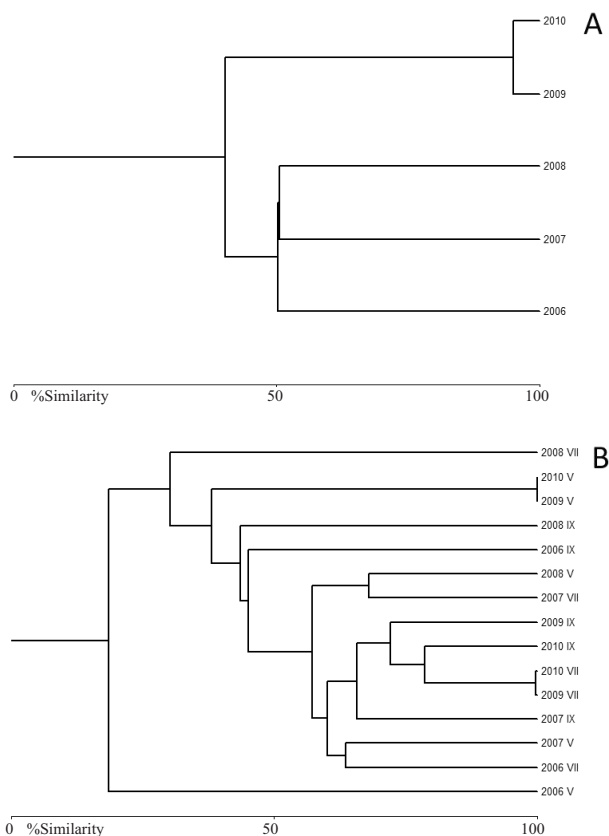 A
2010
2009
2008
2007
2006
0 %Similarity 50 100
B
2008 VII
2010 V
2009 V
2008 IX
2006 IX
2008 V
2007 VII
2009 IX
2010 IX
2010 VII
2009 VII
2007 IX
2007 V
2006 VII
2006 V
0 %Similarity 50 100